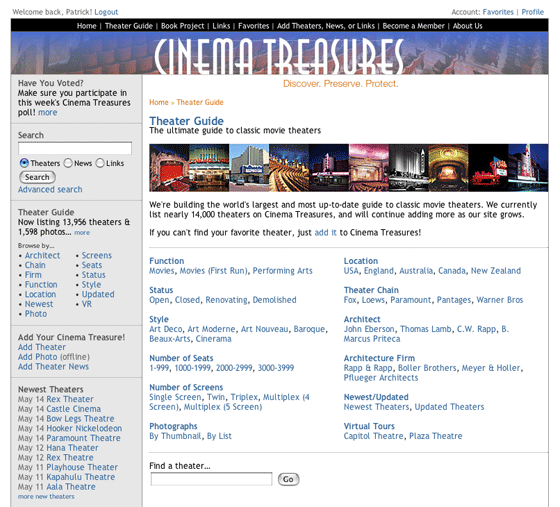 Welcome back, Patrick! Logout
Account: Favorites | Profile
Home | Theater Guide | Book Project | Links | Favorites | Add Theaters, News, or Links | Become a Member | About Us
CINEMA TREASURES
Discover. Preserve. Protect.
Have You Voted?
Make sure you participate in
this week's Cinema Treasures
poll! more
Search
Theaters News Links
Search
Advanced search
Theater Guide
Now listing 13,956 theaters &
1,598 photos... more
Browse by...
• Architect • Screens
• Chain • Seats
• Firm • Status
• Function • Style
• Location • Updated
• Newest • VR
• Photo
Add Your Cinema Treasure!
Add Theater
Add Photo (offline)
Add Theater News
Newest Theaters
May 14 Rex Theater
May 14 Castle Cinema
May 14 Bow Legs Theatre
May 14 Hooker Nickelodeon
May 14 Paramount Theatre
May 12 Hana Theater
May 12 Rex Theatre
May 11 Playhouse Theater
May 11 Kapahulu Theatre
May 11 Aala Theatre
more new theaters
Home » Theater Guide
Theater Guide
The ultimate guide to classic movie theaters
We're building the world's largest and most up-to-date guide to classic movie theaters. We currently
list nearly 14,000 theaters on Cinema Treasures, and will continue adding more as our site grows.
If you can't find your favorite theater, just add it to Cinema Treasures!
Function
Movies, Movies (First Run), Performing Arts
Status
Open, Closed, Renovating, Demolished
Style
Art Deco, Art Moderne, Art Nouveau, Baroque,
Beaux-Arts, Cinerama
Number of Seats
1-999, 1000-1999, 2000-2999, 3000-3999
Number of Screens
Single Screen, Twin, Triplex, Multiplex (4
Screen), Multiplex (5 Screen)
Photographs
By Thumbnail, By List
Location
USA, England, Australia, Canada, New Zealand
Theater Chain
Fox, Loews, Paramount, Pantages, Warner Bros
Architect
John Eberson, Thomas Lamb, C.W. Rapp, B.
Marcus Priteca
Architecture Firm
Rapp & Rapp, Boller Brothers, Meyer & Holler,
Pflueger Architects
Newest/Updated
Newest Theaters, Updated Theaters
Virtual Tours
Capitol Theatre, Plaza Theatre
Find a theater...
Go